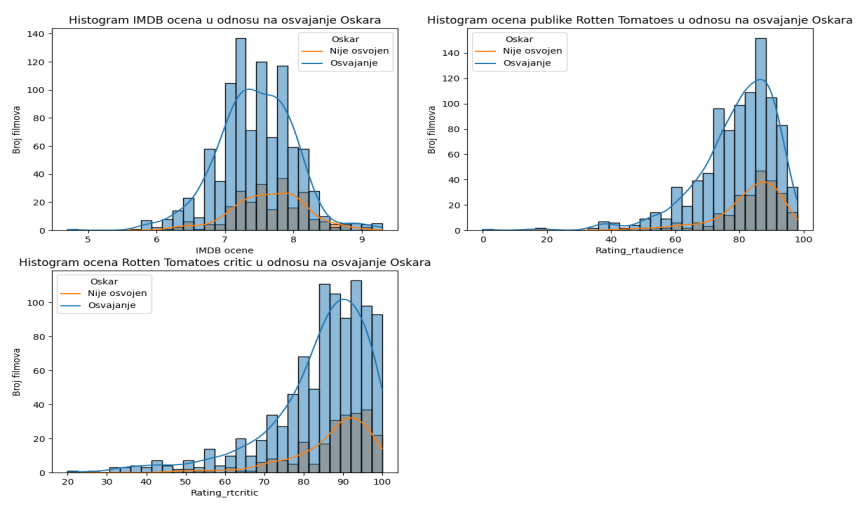 Histogram IMDB ocena u odnosu na osvajanje Oskara
Oskar
Nije osvojen
Osvajanje
Broj filmova
140
120
100
80
60
40
20
0
5 6 7 8 9
IMDB ocene
Histogram ocena publike Rotten Tomatoes u odnosu na osvajanje Oskara
Oskar
Nije osvojen
Osvajanje
Broj filmova
140
120
100
80
60
40
20
0
0 20 40 60 80 100
Rating_rtaudience
Histogram ocena Rotten Tomatoes critic u odnosu na osvajanje Oskara
Oskar
Nije osvojen
Osvajanje
Broj filmova
100
80
60
40
20
0
20 30 40 50 60 70 80 90 100
Rating_rtcritic